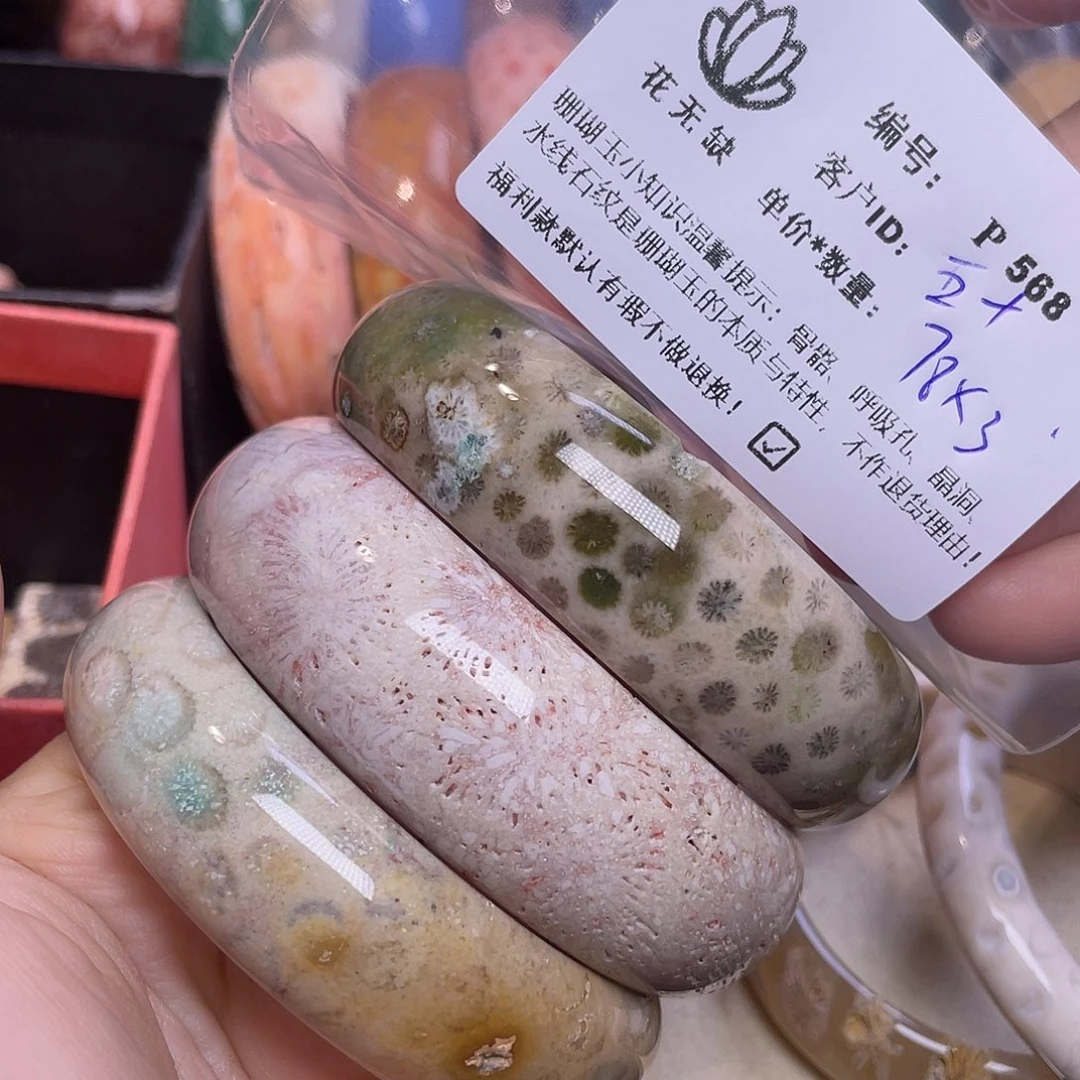 花无缺
编号: P 568
客户ID:
单价*数量: 78×3
珊瑚玉小知识温馨提示: 骨骼、呼吸孔、晶洞、
水线石纹是珊瑚玉的本质与特性, 不作退货理由!
福利款默认有瑕不做退换!